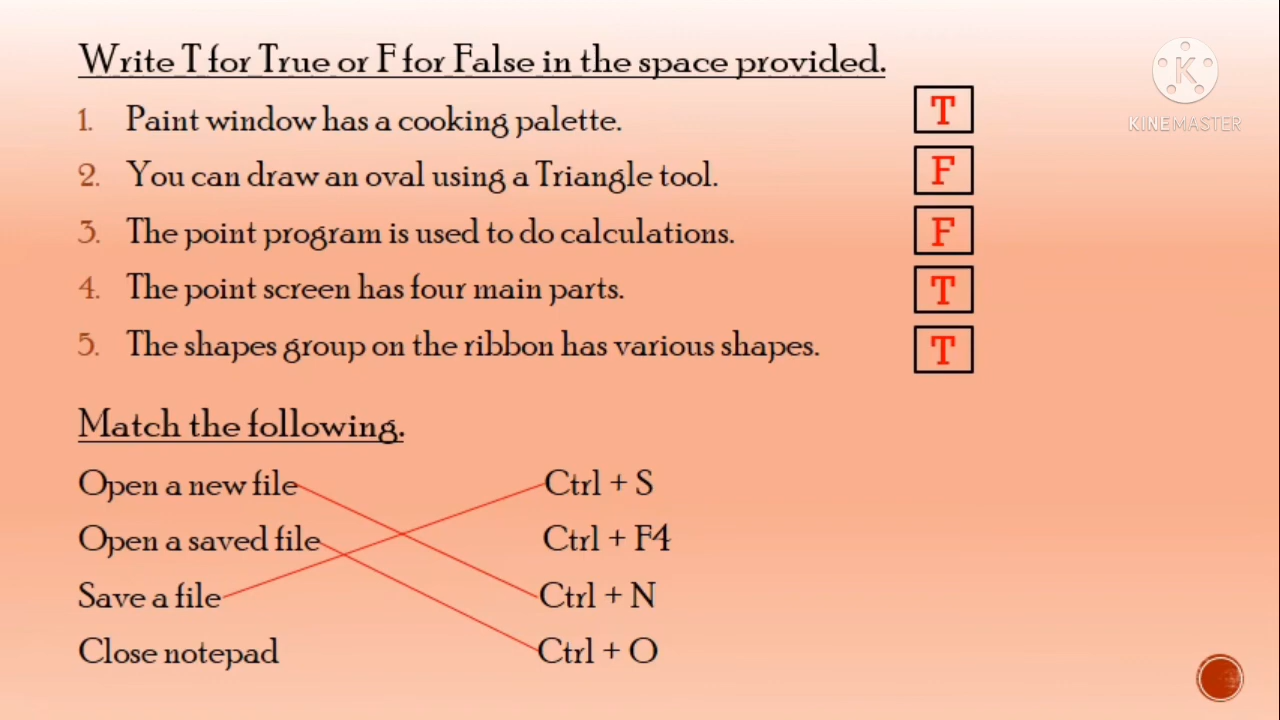 Write T for True or F for False in the space provided.
1. Paint window has a cooking palette. T
2. You can draw an oval using a Triangle tool. F
3. The point program is used to do calculations. F
4. The point screen has four main parts. T
5. The shapes group on the ribbon has various shapes. T
K
KINEMASTER
Match the following.
Open a new file Ctrl + S
Open a saved file Ctrl + F4
Save a file Ctrl + N
Close notepad Ctrl + O